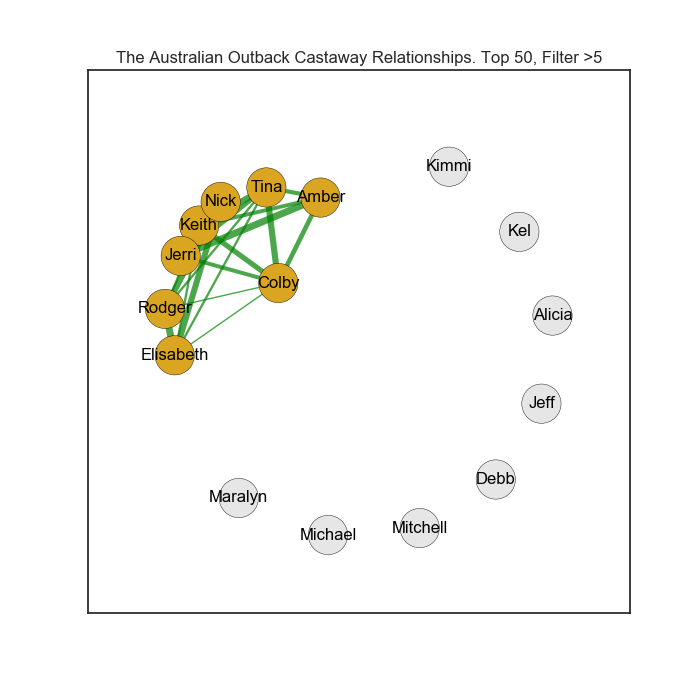 The Australian Outback Castaway Relationships. Top 50, Filter >5
Kimmi
Tina
Amber
Nick
Keith
Kel
Jerri
Colby
Rodger
Alicia
Elisabeth
Jeff
Debb
Maralyn
Mitchell
Michael